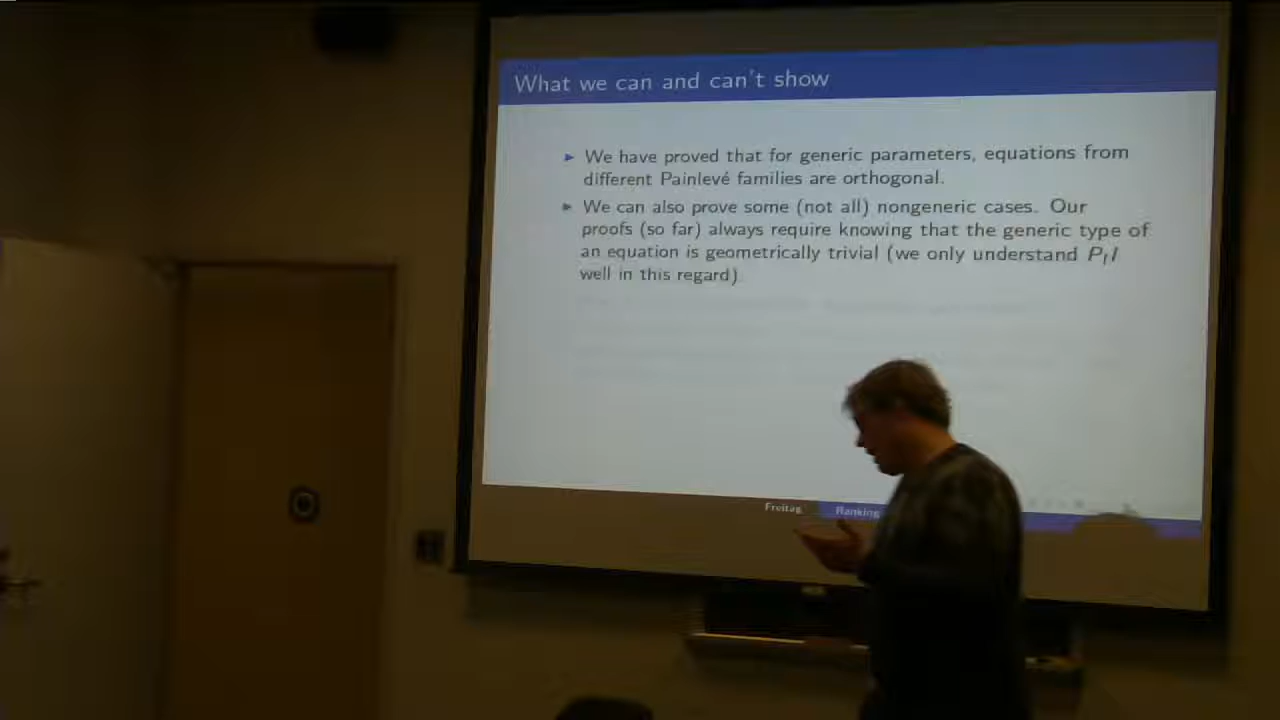 What we can and can't show
▶ We have proved that for generic parameters, equations from
different Painlevé families are orthogonal.
▶ We can also prove some (not all) nongeneric cases. Our
proofs (so far) always require knowing that the generic type of
an equation is geometrically trivial (we only understand
well in this regard)
Freitag Ranking